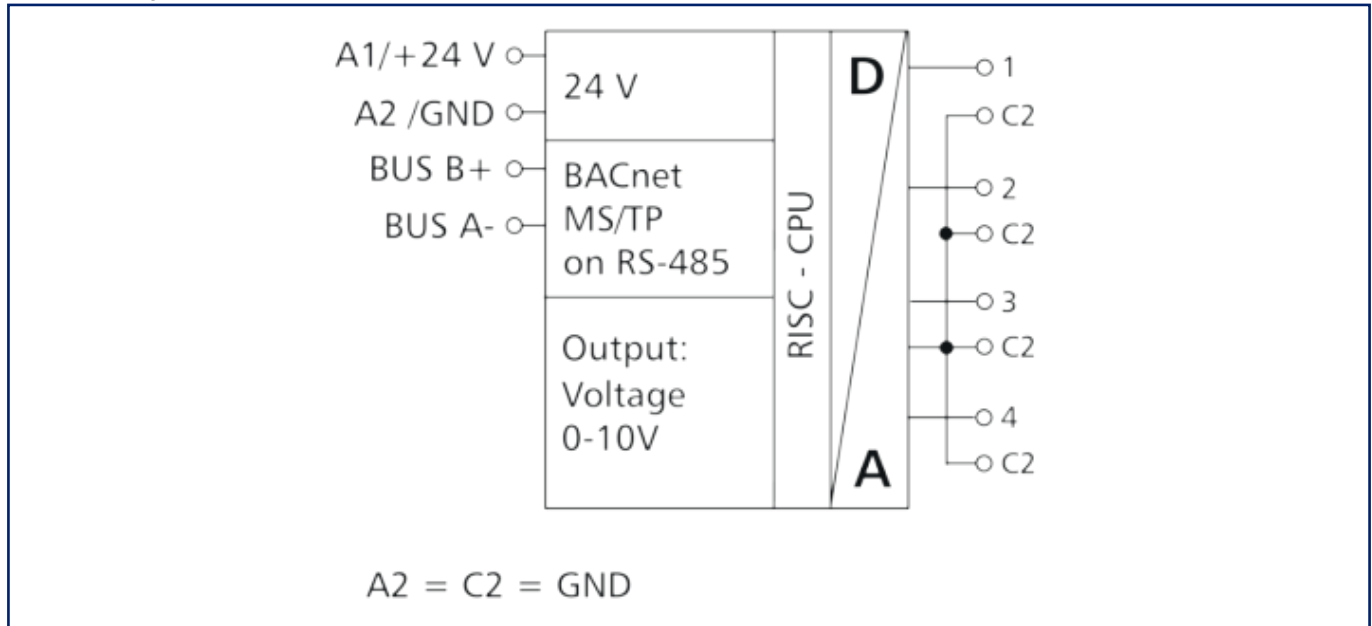 A1/+24 V
A2 /GND
BUS B+
BUS A-
24 V
BACnet
MS/TP
on RS-485
Output:
Voltage
0-10V
RISC - CPU
D
A
1
C2
2
C2
3
C2
4
C2
A2 = C2 = GND